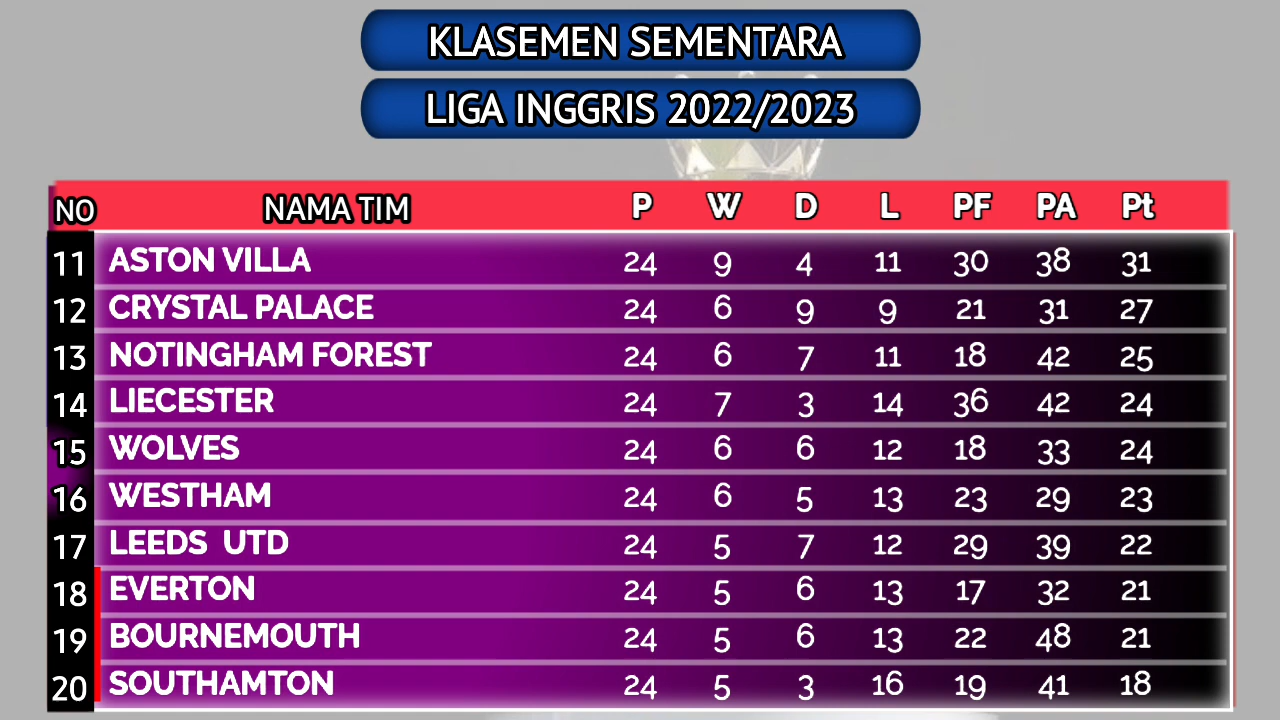 KLASEMEN SEMENTARA
LIGA INGGRIS 2022/2023
NO NAMA TIM P W D L PF PA Pt
11 ASTON VILLA 24 9 4 11 30 38 31
12 CRYSTAL PALACE 24 6 9 9 21 31 27
13 NOTINGHAM FOREST 24 6 7 11 18 42 25
14 LIECESTER 24 7 3 14 36 42 24
15 WOLVES 24 6 6 12 18 33 24
16 WESTHAM 24 6 5 13 23 29 23
17 LEEDS UTD 24 5 7 12 29 39 22
18 EVERTON 24 5 6 13 17 32 21
19 BOURNEMOUTH 24 5 6 13 22 48 21
20 SOUTHAMTON 24 5 3 16 19 41 18